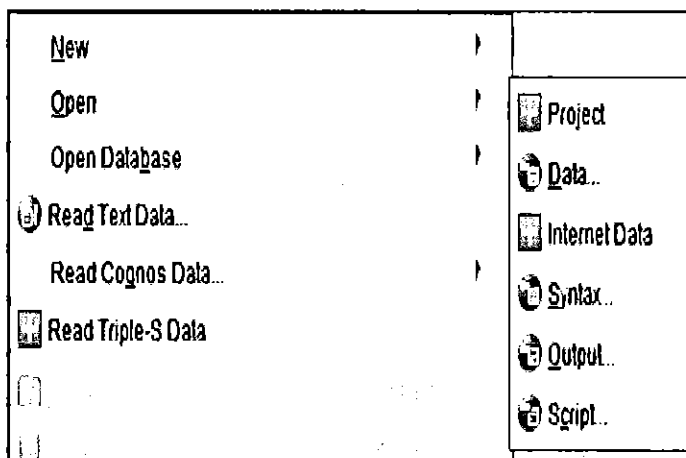 New
Open
Open Database
Read Text Data...
Read Cognos Data...
Read Triple-S Data
Project
Data...
Internet Data
Syntax...
Output...
Script...